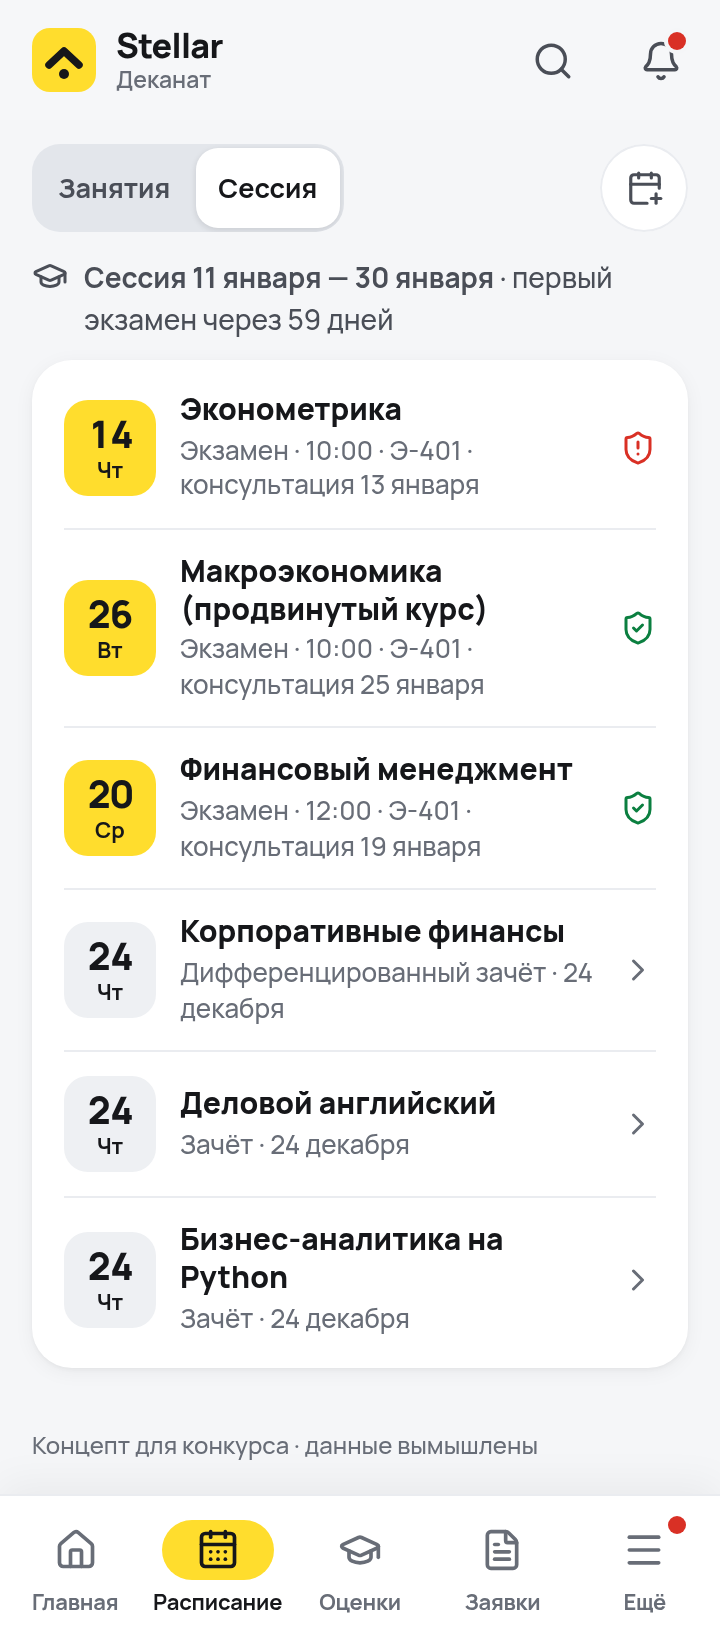 Stellar
Деканат
Занятия
Сессия
Сессия 11 января — 30 января · первый
экзамен через 59 дней
14
Чт
Эконометрика
Экзамен · 10:00 · Э-401 ·
консультация 13 января
26
Вт
Макроэкономика
(продвинутый курс)
Экзамен · 10:00 · Э-401 ·
консультация 25 января
20
Ср
Финансовый менеджмент
Экзамен · 12:00 · Э-401 ·
консультация 19 января
24
Чт
Корпоративные финансы
Дифференцированный зачёт · 24
декабря
24
Чт
Деловой английский
Зачёт · 24 декабря
24
Чт
Бизнес-аналитика на
Python
Зачёт · 24 декабря
Концепт для конкурса · данные вымышлены
Главная
Расписание
Оценки
Заявки
Ещё